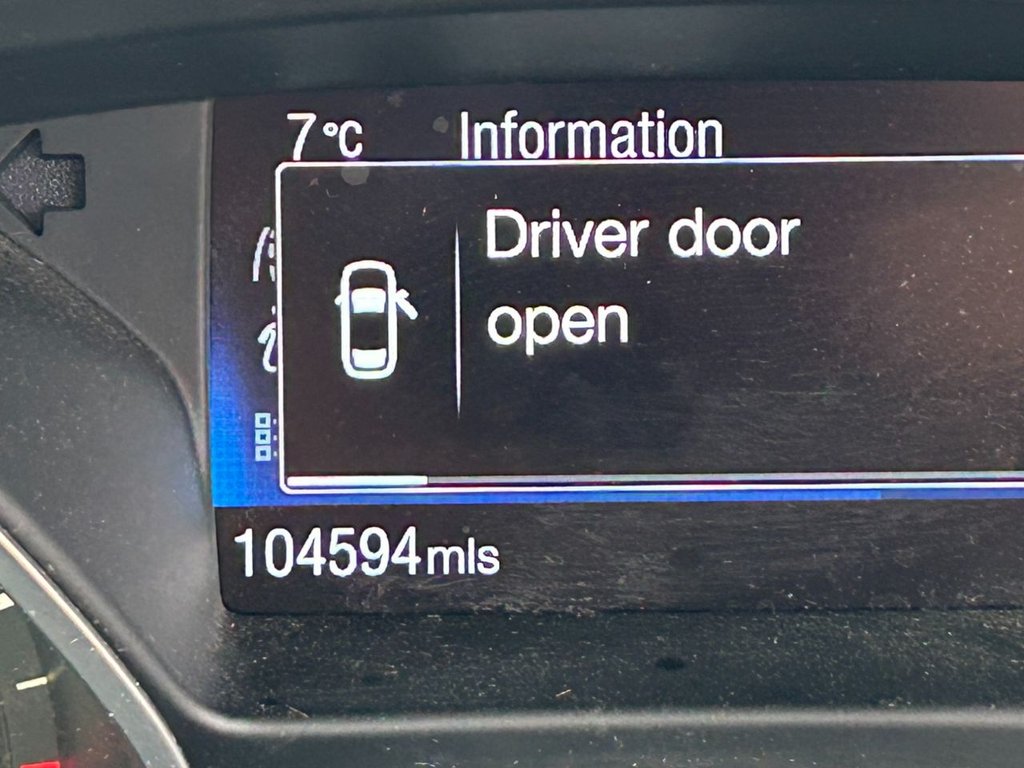 7°C Information
Driver door
open
104594mls